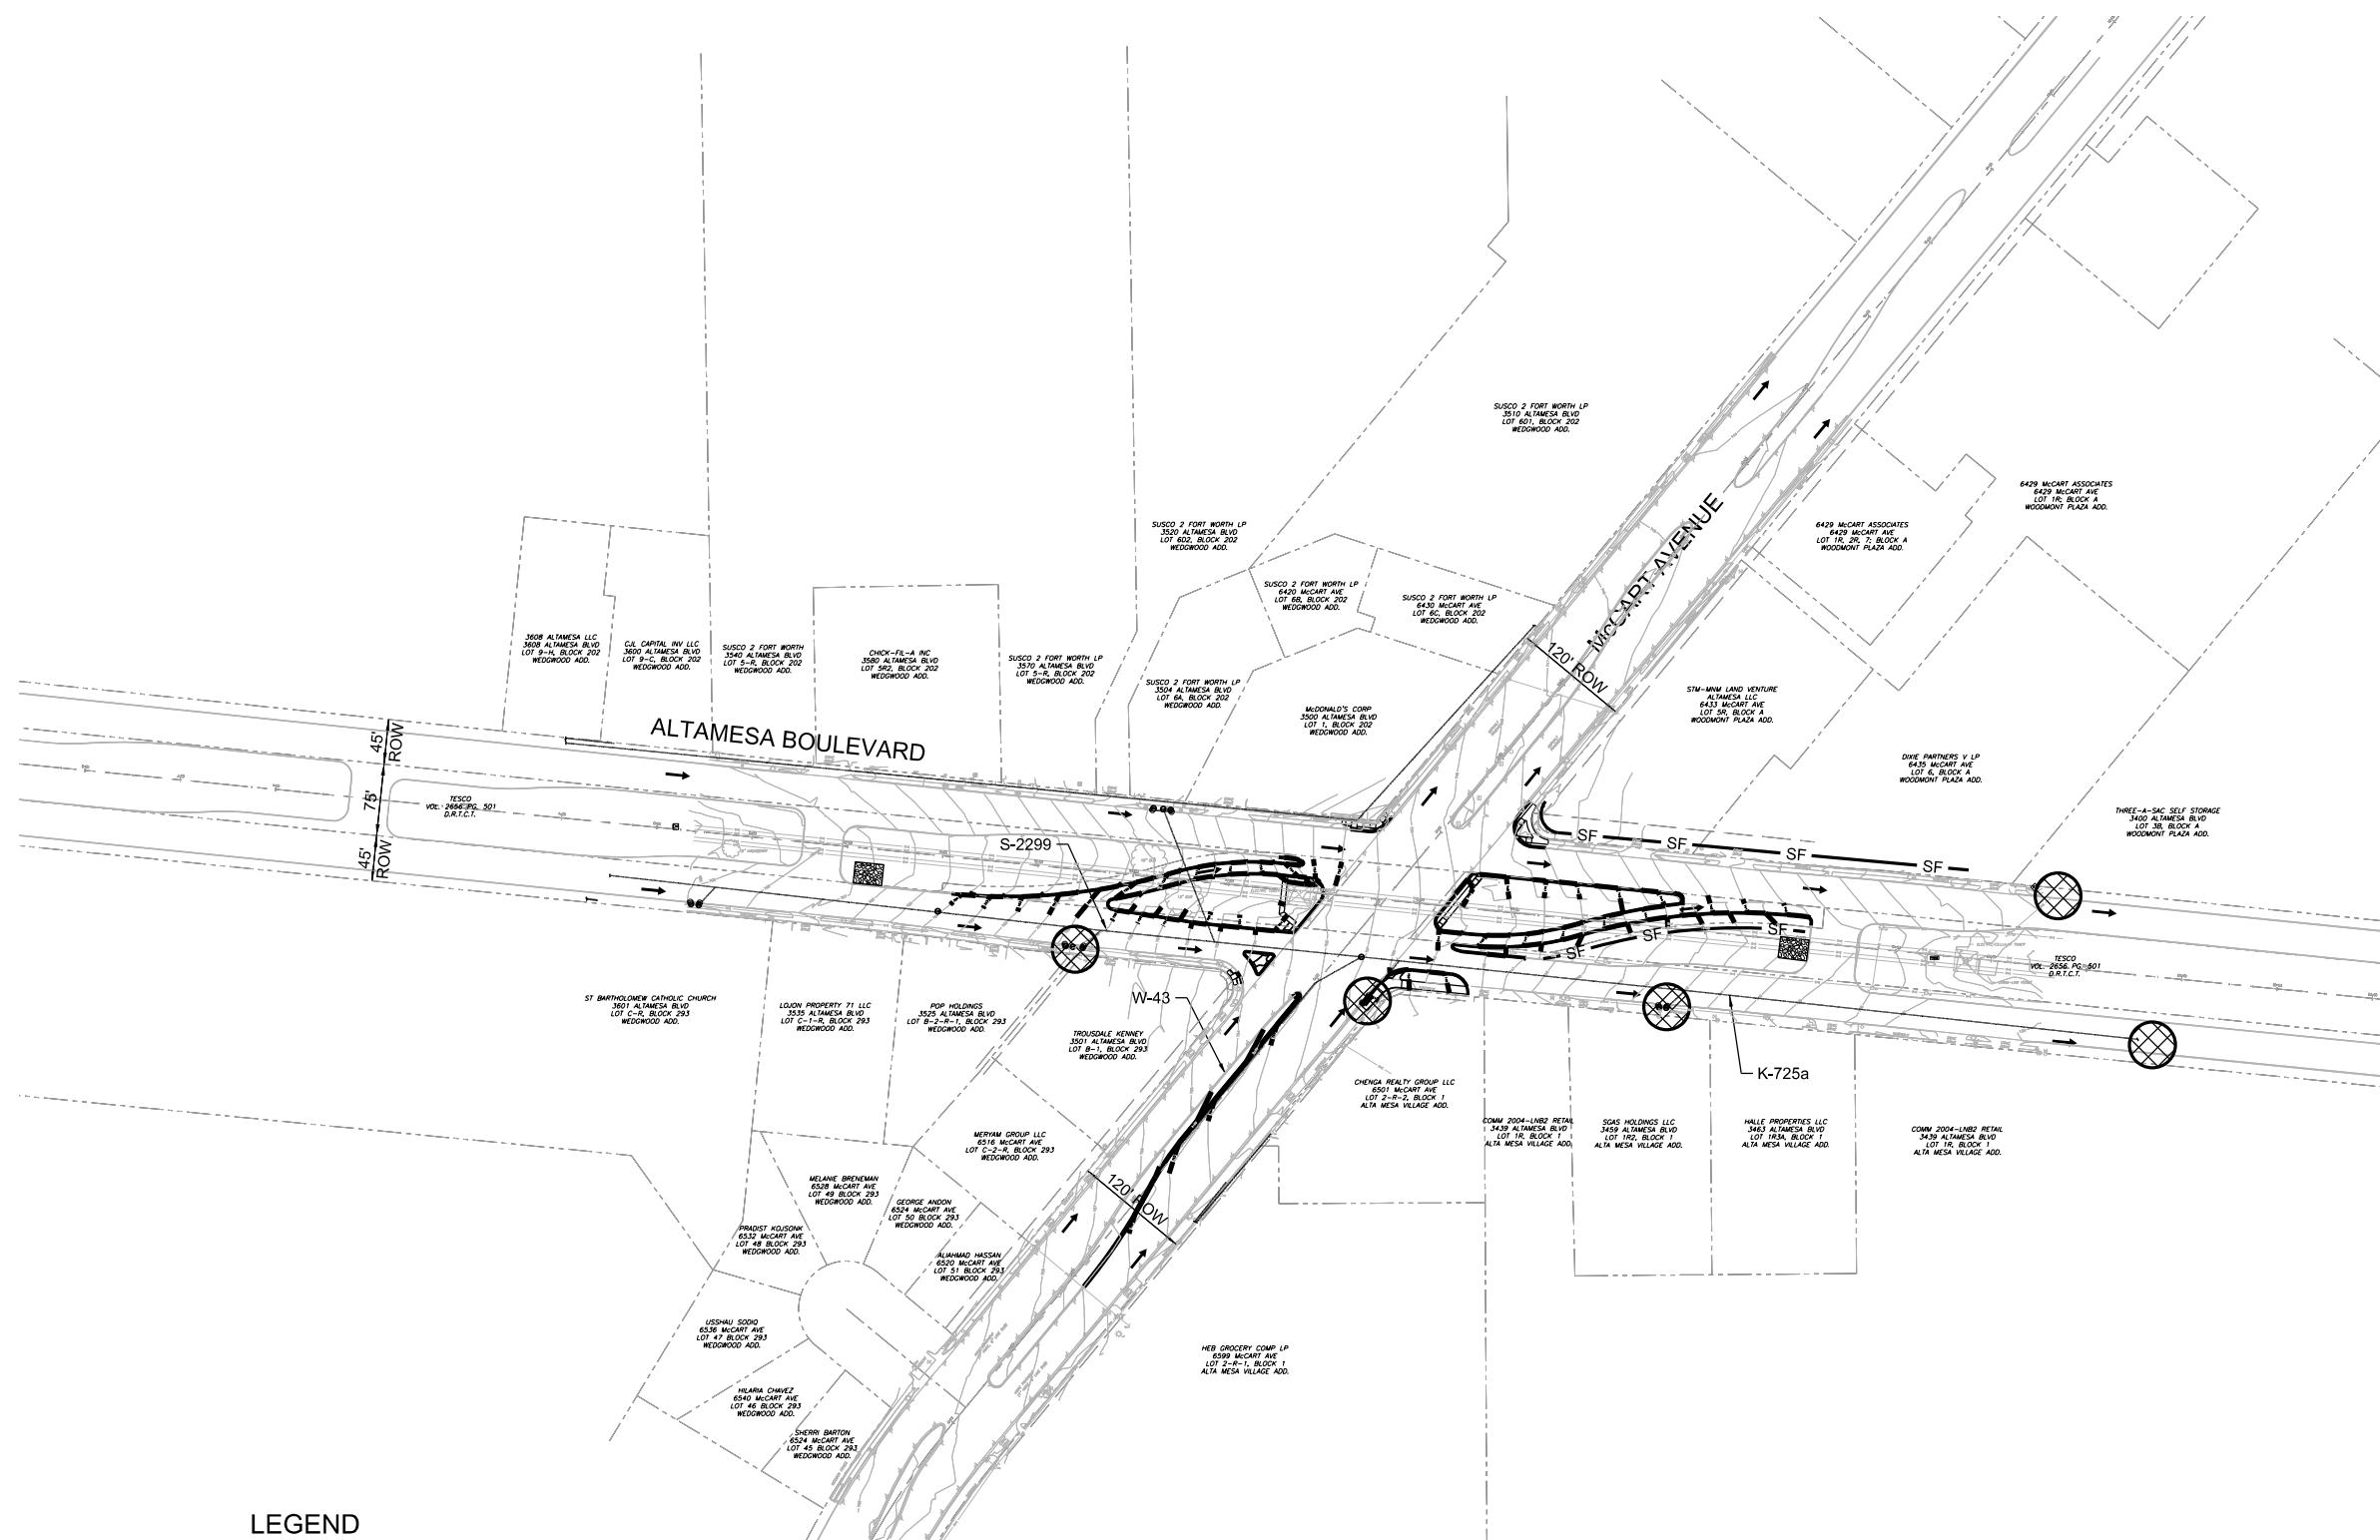 SUSCO 2 FORT WORTH LP
3510 ALTAMESA BLVD
LOT 6D1, BLOCK 202
WEDGWOOD ADD.
6429 McCART ASSOCIATES
6429 McCART AVE
LOT 1R; BLOCK A
WOODMONT PLAZA ADD.
6429 McCART ASSOCIATES
6429 McCART AVE
LOT 1R, 2R, 7; BLOCK A
WOODMONT PLAZA ADD.
McCART AVENUE
SUSCO 2 FORT WORTH LP
3520 ALTAMESA BLVD
LOT 6D2, BLOCK 202
WEDGWOOD ADD.
SUSCO 2 FORT WORTH LP
6420 McCART AVE
LOT 6B, BLOCK 202
WEDGWOOD ADD.
SUSCO 2 FORT WORTH LP
6430 McCART AVE
LOT 6C, BLOCK 202
WEDGWOOD ADD.
120' ROW
3608 ALTAMESA LLC
3608 ALTAMESA BLVD
LOT 9-H, BLOCK 202
WEDGWOOD ADD.
CJL CAPITAL INV LLC
3600 ALTAMESA BLVD
LOT 9-C, BLOCK 202
WEDGWOOD ADD.
SUSCO 2 FORT WORTH
3540 ALTAMESA BLVD
LOT 5-R, BLOCK 202
WEDGWOOD ADD.
CHICK-FIL-A INC
3580 ALTAMESA BLVD
LOT 5R2, BLOCK 202
WEDGWOOD ADD.
SUSCO 2 FORT WORTH LP
3570 ALTAMESA BLVD
LOT 5-R, BLOCK 202
WEDGWOOD ADD.
SUSCO 2 FORT WORTH LP
3504 ALTAMESA BLVD
LOT 6A, BLOCK 202
WEDGWOOD ADD.
McDONALD'S CORP
3500 ALTAMESA BLVD
LOT 1, BLOCK 202
WEDGWOOD ADD.
STM-MNM LAND VENTURE
ALTAMESA LLC
6433 McCART AVE
LOT 5R, BLOCK A
WOODMONT PLAZA ADD.
DIXIE PARTNERS V LP
6435 McCART AVE
LOT 6, BLOCK A
WOODMONT PLAZA ADD.
THREE-A-SAC SELF STORAGE
3400 ALTAMESA BLVD
LOT 3B, BLOCK A
WOODMONT PLAZA ADD.
ALTAMESA BOULEVARD
45'
ROW
75'
45'
ROW
TESCO
VOL. 2656 PG. 501
D.R.T.C.T.
S-2299
SF
SF
SF
SF
SF
SF
SF
TESCO
VOL. 2656 PG. 501
D.R.T.C.T.
W-43
K-725a
ST BARTHOLOMEW CATHOLIC CHURCH
3601 ALTAMESA BLVD
LOT C-R, BLOCK 293
WEDGWOOD ADD.
LOJON PROPERTY 71 LLC
3535 ALTAMESA BLVD
LOT C-1-R, BLOCK 293
WEDGWOOD ADD.
POP HOLDINGS
3525 ALTAMESA BLVD
LOT B-2-R-1, BLOCK 293
WEDGWOOD ADD.
TROUSDALE KENNEY
3501 ALTAMESA BLVD
LOT B-1, BLOCK 293
WEDGWOOD ADD.
CHENGA REALTY GROUP LLC
6501 McCART AVE
LOT 2-R-2, BLOCK 1
ALTA MESA VILLAGE ADD.
COMM 2004-LNB2 RETAIL
3439 ALTAMESA BLVD
LOT 1R, BLOCK 1
ALTA MESA VILLAGE ADD.
SGAS HOLDINGS LLC
3459 ALTAMESA BLVD
LOT 1R2, BLOCK 1
ALTA MESA VILLAGE ADD.
HALLE PROPERTIES LLC
3463 ALTAMESA BLVD
LOT 1R3A, BLOCK 1
ALTA MESA VILLAGE ADD.
COMM 2004-LNB2 RETAIL
3439 ALTAMESA BLVD
LOT 1R, BLOCK 1
ALTA MESA VILLAGE ADD.
MERYAM GROUP LLC
6516 McCART AVE
LOT C-2-R, BLOCK 293
WEDGWOOD ADD.
120' ROW
MELANIE BRENEMAN
6528 McCART AVE
LOT 49 BLOCK 293
WEDGWOOD ADD.
GEORGE ANDON
6524 McCART AVE
LOT 50 BLOCK 293
WEDGWOOD ADD.
PRADIST KOJSONK
6532 McCART AVE
LOT 48 BLOCK 293
WEDGWOOD ADD.
ALIAHMAD HASSAN
6520 McCART AVE
LOT 51 BLOCK 293
WEDGWOOD ADD.
USSHAU SODIQ
6536 McCART AVE
LOT 47 BLOCK 293
WEDGWOOD ADD.
HEB GROCERY COMP LP
6599 McCART AVE
LOT 2-R-1, BLOCK 1
ALTA MESA VILLAGE ADD.
HILARIA CHAVEZ
6540 McCART AVE
LOT 46 BLOCK 293
WEDGWOOD ADD.
SHERRI BARTON
6524 McCART AVE
LOT 45 BLOCK 293
WEDGWOOD ADD.
LEGEND